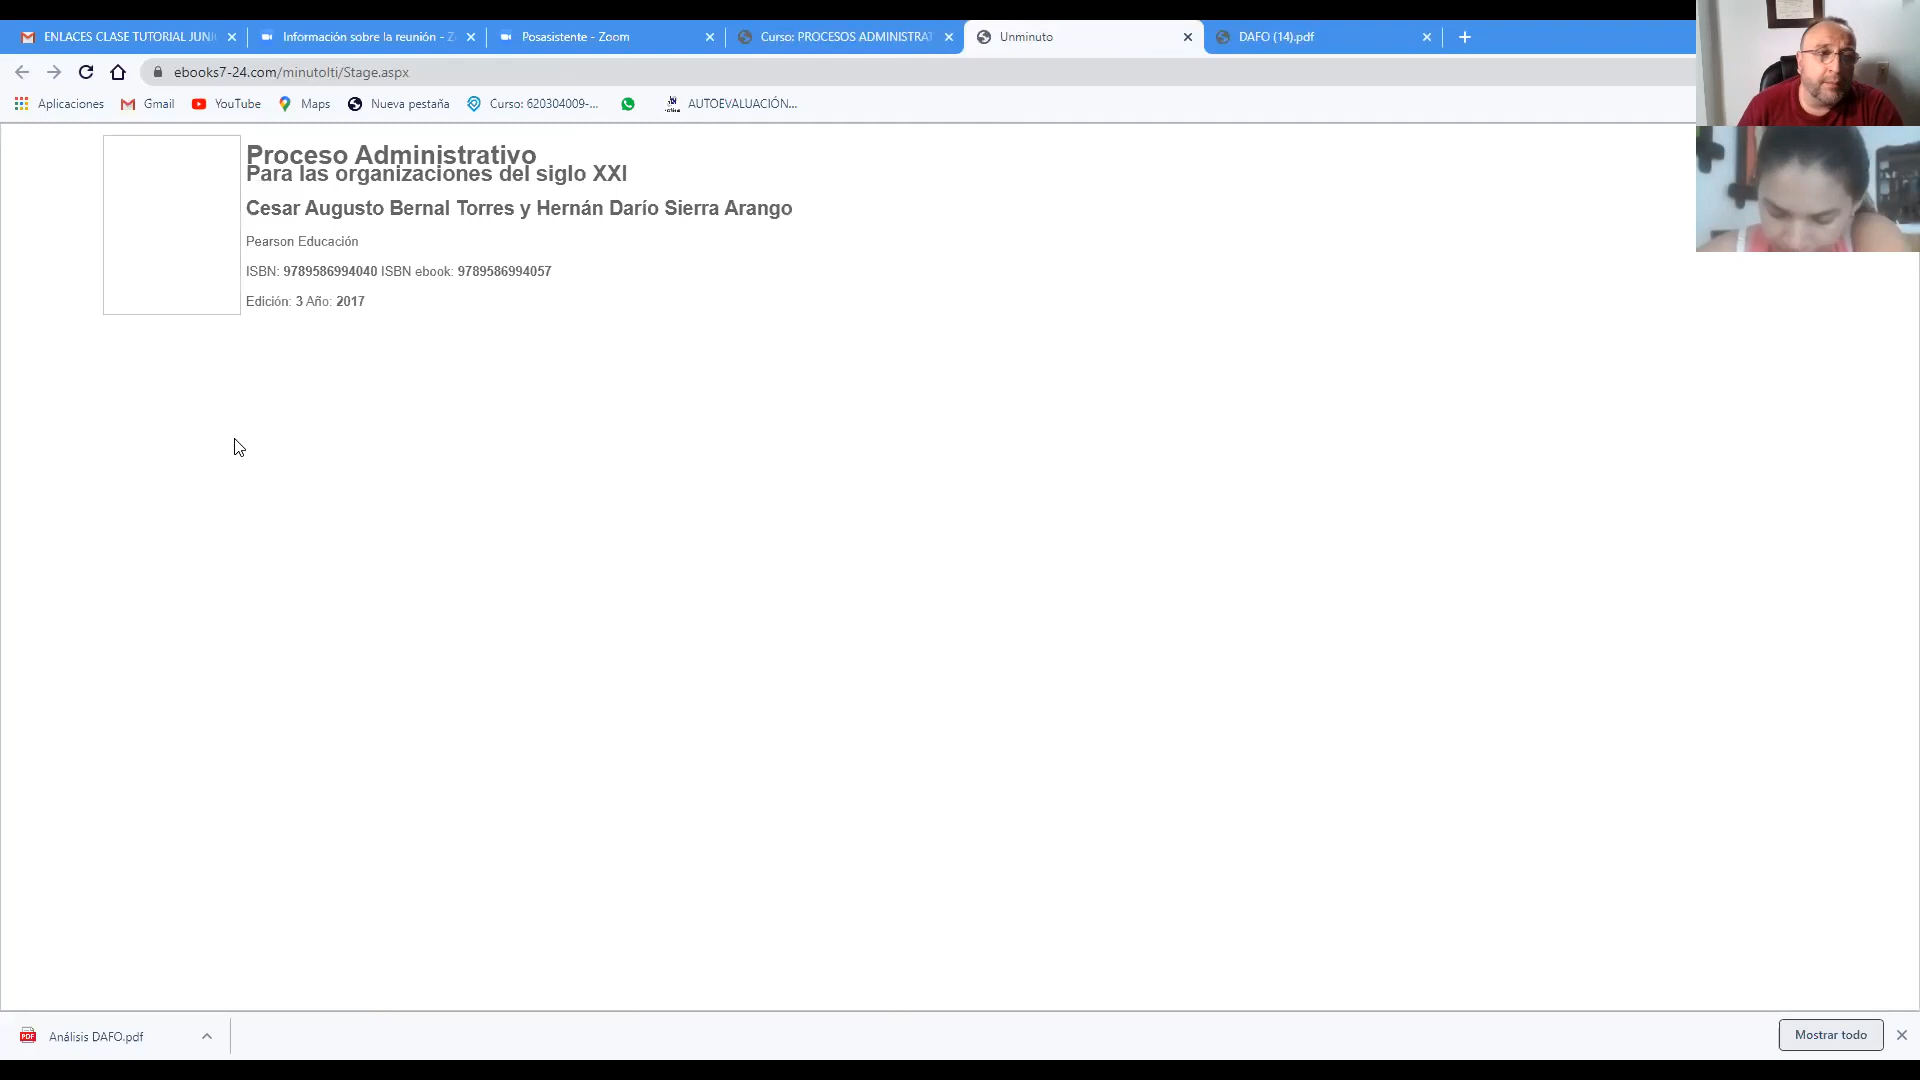 ENLACES CLASE TUTORIAL JUNI
Información sobre la reunión - Z
Posasistente - Zoom
Curso: PROCESOS ADMINISTRAT
Unminuto
DAFO (14).pdf
ebooks7-24.com/minutolti/Stage.aspx
Aplicaciones
Gmail
YouTube
Maps
Nueva pestaña
Curso: 620304009-...
AUTOEVALUACIÓN...
Proceso Administrativo
Para las organizaciones del siglo XXI
Cesar Augusto Bernal Torres y Hernán Darío Sierra Arango
Pearson Educación
ISBN: 9789586994040 ISBN ebook: 9789586994057
Edición: 3 Año: 2017
PDF
Análisis DAFO.pdf
Mostrar todo